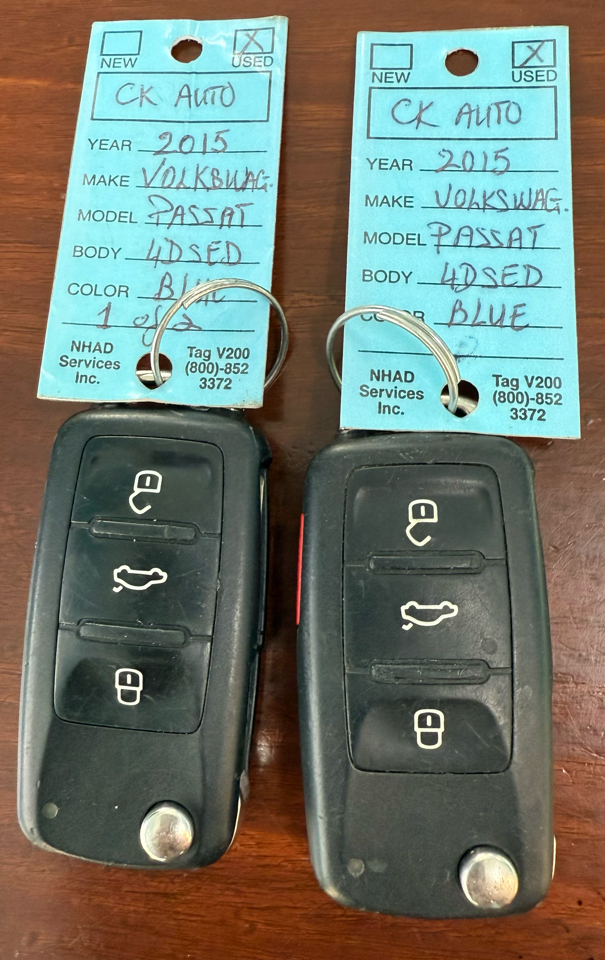 NEW X USED
CK AUTO
YEAR 2015
MAKE VOLKBWAG.
MODEL PASSAT
BODY 4DSED
COLOR BLUE
1 of 2
NHAD Services Inc.
Tag V200 (800)-852 3372
NEW X USED
CK AUTO
YEAR 2015
MAKE VOLKSWAG.
MODEL PASSAT
BODY 4DSED
COLOR BLUE
NHAD Services Inc.
Tag V200 (800)-852 3372